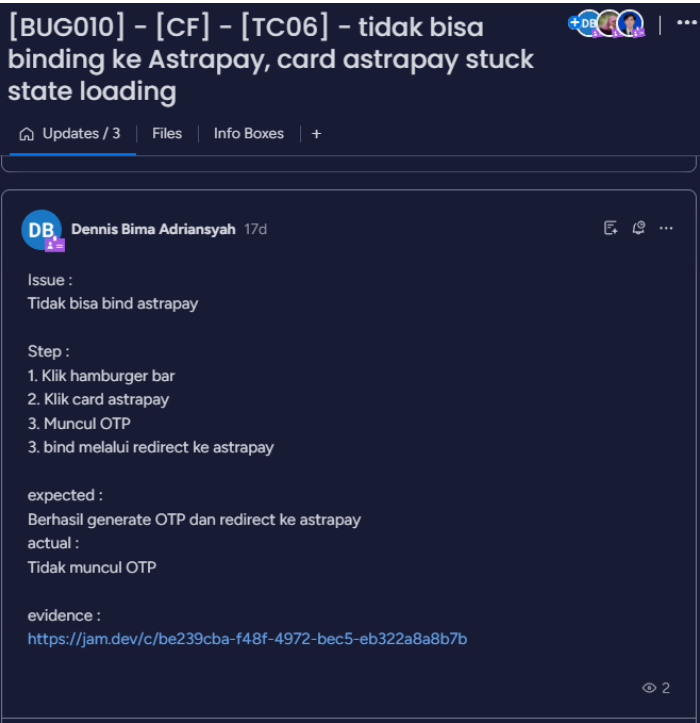 [BUG010] - [CF] - [TC06] - tidak bisa
binding ke Astrapay, card astrapay stuck
state loading
DB
Updates / 3
Files
Info Boxes
+
DB
Dennis Bima Adriansyah 17d
Issue :
Tidak bisa bind astrapay
Step :
1. Klik hamburger bar
2. Klik card astrapay
3. Muncul OTP
3. bind melalui redirect ke astrapay
expected :
Berhasil generate OTP dan redirect ke astrapay
actual :
Tidak muncul OTP
evidence :
https://jam.dev/c/be239cba-f48f-4972-bec5-eb322a8a8b7b
2